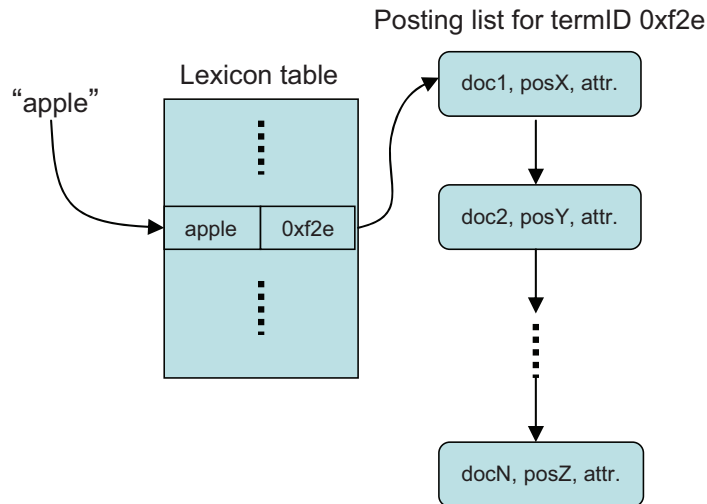 Posting list for termID 0xf2e
Lexicon table
“apple”
doc1, posX, attr.
apple 0xf2e
doc2, posY, attr.
docN, posZ, attr.